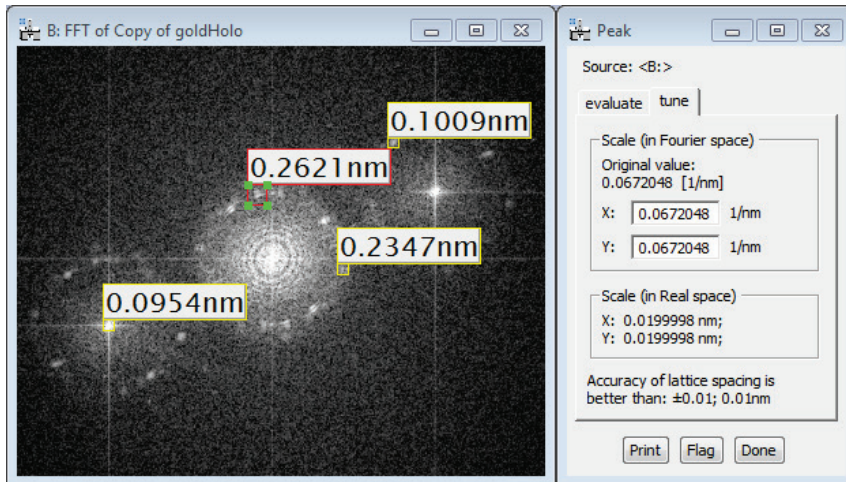 B: FFT of Copy of goldHolo
0.1009nm
0.2621nm
0.2347nm
0.0954nm
Peak
Source: <B:>
evaluate tune
Scale (in Fourier space)
Original value:
0.0672048 [1/nm]
X: 0.0672048 1/nm
Y: 0.0672048 1/nm
Scale (in Real space)
X: 0.0199998 nm;
Y: 0.0199998 nm;
Accuracy of lattice spacing is
better than: ±0.01; 0.01nm
Print Flag Done